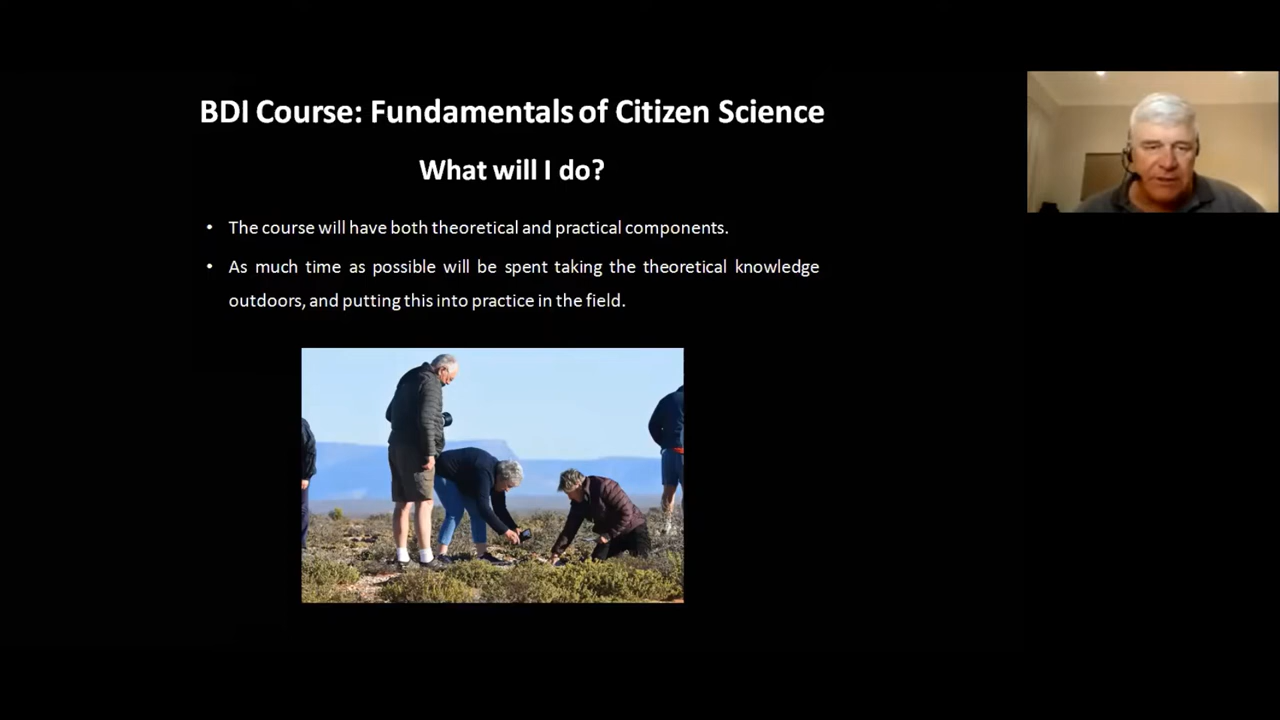 BDI Course: Fundamentals of Citizen Science
What will I do?
• The course will have both theoretical and practical components.
• As much time as possible will be spent taking the theoretical knowledge
outdoors, and putting this into practice in the field.